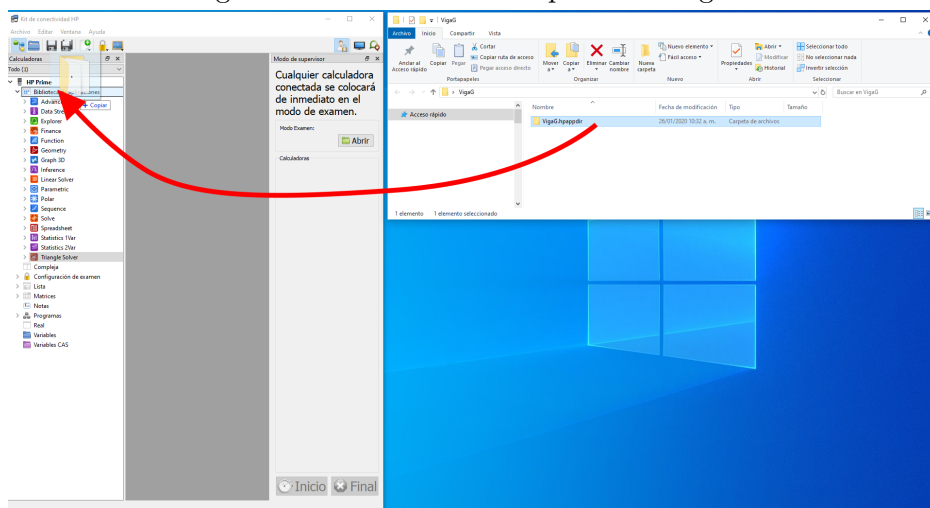 Kit de conectividad HP
Archivo Editar Ventana Ayuda
Calculadoras
Todo (1)
HP Prime
+ Copiar
Data Stre
Explorer
Finance
Function
Geometry
Graph 3D
Inference
Linear Solver
Parametric
Polar
Sequence
Solve
Spreadsheet
Statistics 1Var
Statistics 2Var
Triangle Solver
Compleja
Configuración de examen
Lista
Matrices
Notas
Programas
Real
Variables
Variables CAS
Modo de supervisor
Cualquier calculadora
conectada se colocará
de inmediato en el
modo de examen.
Modo Examen:
Abrir
Calculadoras
Inicio Final
VigaG
Archivo Inicio Compartir Vista
Anclar al
Acceso rápido
Copiar
Pegar
Cortar
Copiar ruta de acceso
Pegar acceso directo
Portapapeles
Mover a
Copiar a
Eliminar
Cambiar nombre
Organizar
Nueva carpeta
Nuevo elemento
Fácil acceso
Nuevo
Propiedades
Abrir
Modificar
Historial
Abrir
Seleccionar todo
No seleccionar nada
Invertir selección
Seleccionar
VigaG
Buscar en VigaG
Acceso rápido
Nombre Fecha de modificación Tipo Tamaño
VigaG.hpappdir 26/01/2020 10:32 a. m. Carpeta de archivos
1 elemento 1 elemento seleccionado